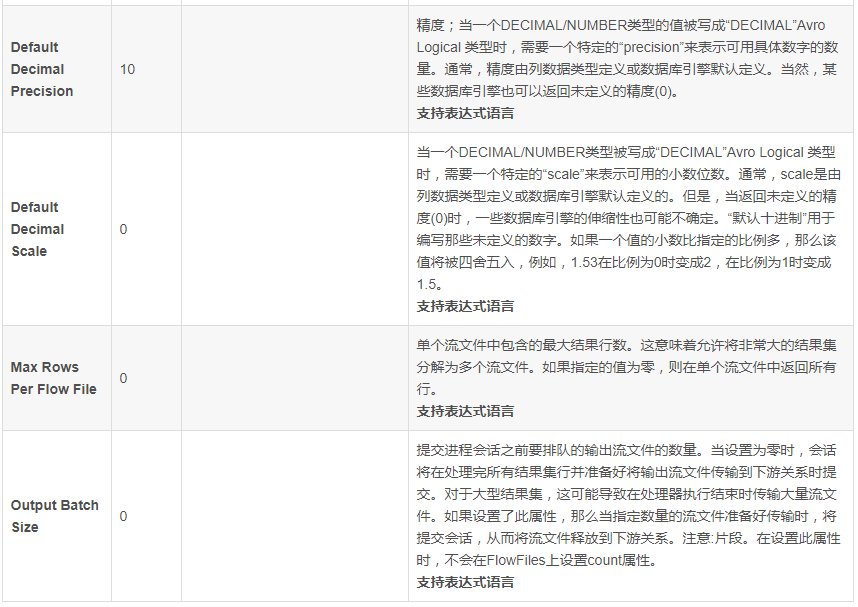 Default
Decimal
Precision
10
精度；当一个DECIMAL/NUMBER类型的值被写成“DECIMAL”Avro
Logical 类型时，需要一个特定的“precision”来表示可用具体数字的数
量。通常，精度由列数据类型定义或数据库引擎默认定义。当然，某
些数据库引擎也可以返回未定义的精度(0)。
支持表达式语言
Default
Decimal
Scale
0
当一个DECIMAL/NUMBER类型被写成“DECIMAL”Avro Logical 类型
时，需要一个特定的“scale”来表示可用的小数位数。通常，scale是由
列数据类型定义或数据库引擎默认定义的。但是，当返回未定义的精
度(0)时，一些数据库引擎的伸缩性也可能不确定。“默认十进制”用于
编写那些未定义的数字。如果一个值的小数比指定的比例多，那么该
值将被四舍五入，例如，1.53在比例为0时变成2，在比例为1时变成
1.5。
支持表达式语言
Max Rows
Per Flow File
0
单个流文件中包含的最大结果行数。这意味着允许将非常大的结果集
分解为多个流文件。如果指定的值为零，则在单个流文件中返回所有
行。
支持表达式语言
Output Batch
Size
0
提交进程会话之前要排队的输出流文件的数量。当设置为零时，会话
将在处理完所有结果集行并准备好将输出流文件传输到下游关系时提
交。对于大型结果集，这可能导致在处理器执行结束时传输大量流文
件。如果设置了此属性，那么当指定数量的流文件准备好传输时，将
提交会话，从而将流文件释放到下游关系。注意:片段。在设置此属性
时，不会在FlowFiles上设置count属性。
支持表达式语言